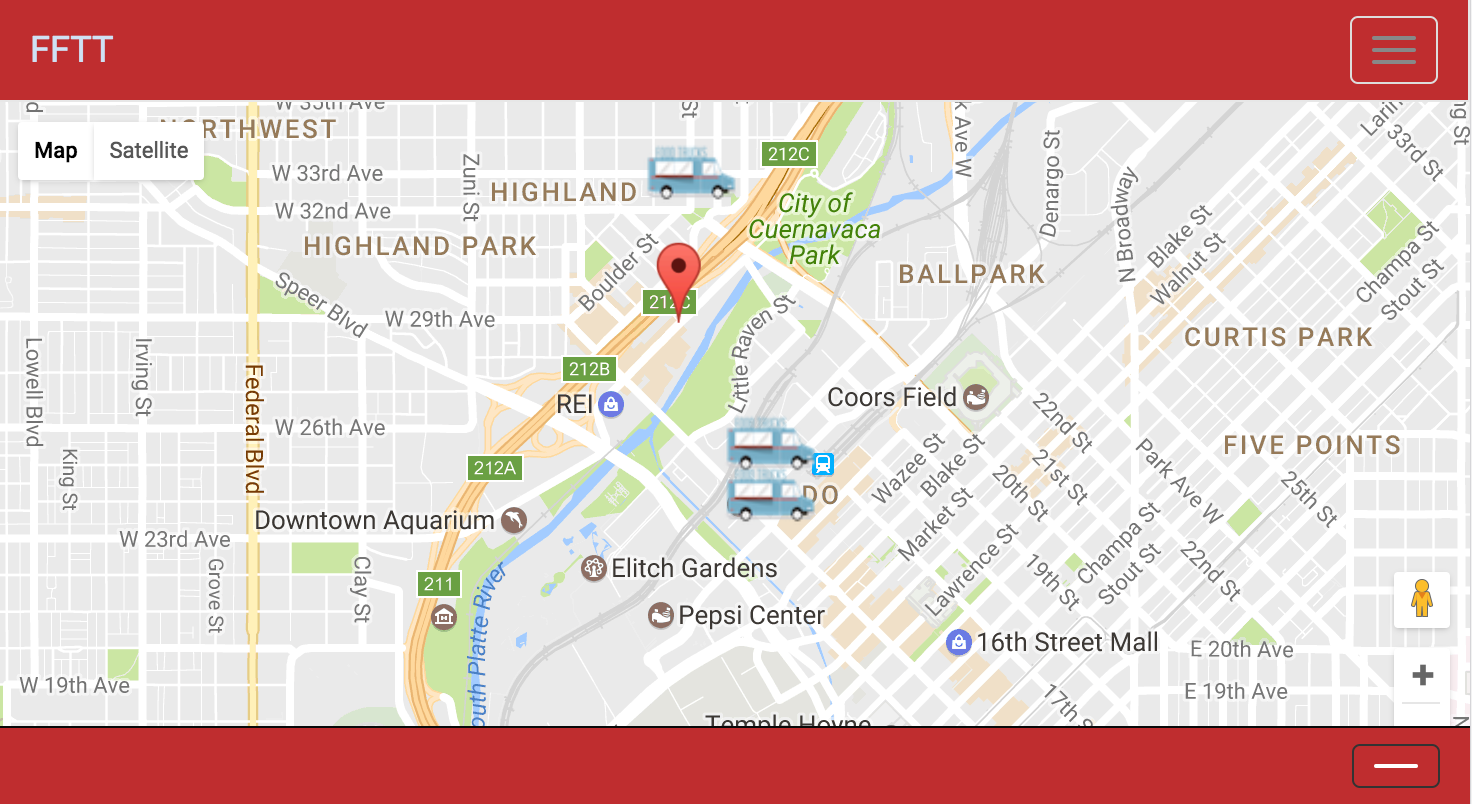 FFTT
W 35th Ave
NORTHWEST
Map
Satellite
W 33rd Ave
W 32nd Ave
HIGHLAND
HIGHLAND PARK
Zuni St
FOOD TRUCKS
212C
City of
Cuernavaca
Park
Denargo St
N Broadway
Blake St
Walnut St
33rd St
Champa St
Stout St
BALLPARK
Boulder St
212C
Speer Blvd
W 29th Ave
Little Raven St
CURTIS PARK
Lowell Blvd
Irving St
Federal Blvd
212B
REI
Coors Field
W 26th Ave
22nd St
FIVE POINTS
FOOD TRUCKS
King St
212A
Wazee St
Blake St
21st St
Park Ave W
FOOD TRUCKS
DO
20th St
25th St
Downtown Aquarium
Market St
Champa St
W 23rd Ave
Lawrence St
19th St
Stout St
22nd St
Grove St
Clay St
211
Elitch Gardens
Pepsi Center
South Platte River
16th Street Mall
E 20th Ave
W 19th Ave
E 19th Ave
17th S
Temple Hoyne